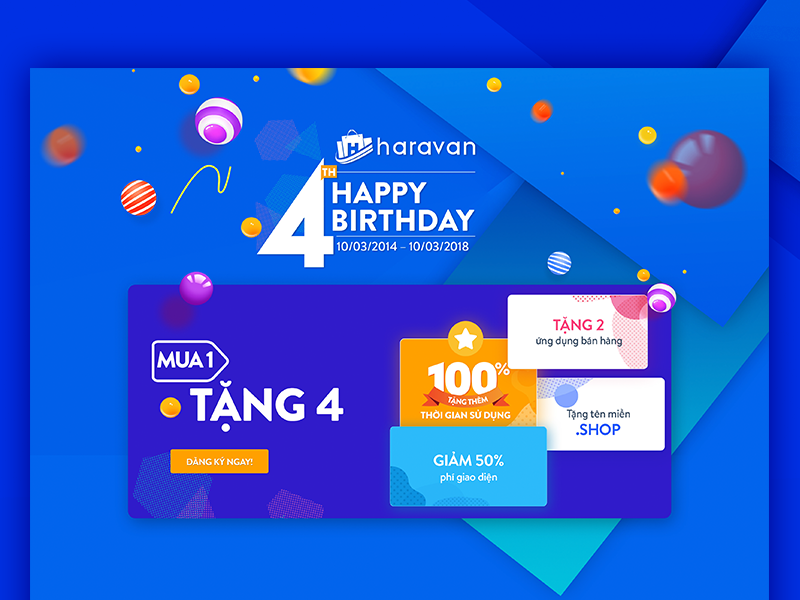 haravan
4TH
HAPPY
BIRTHDAY
10/03/2014 – 10/03/2018
MUA 1
TẶNG 4
ĐĂNG KÝ NGAY!
100%
TẶNG THÊM
THỜI GIAN SỬ DỤNG
TẶNG 2
ứng dụng bán hàng
Tặng tên miền
.SHOP
GIẢM 50%
phí giao diện